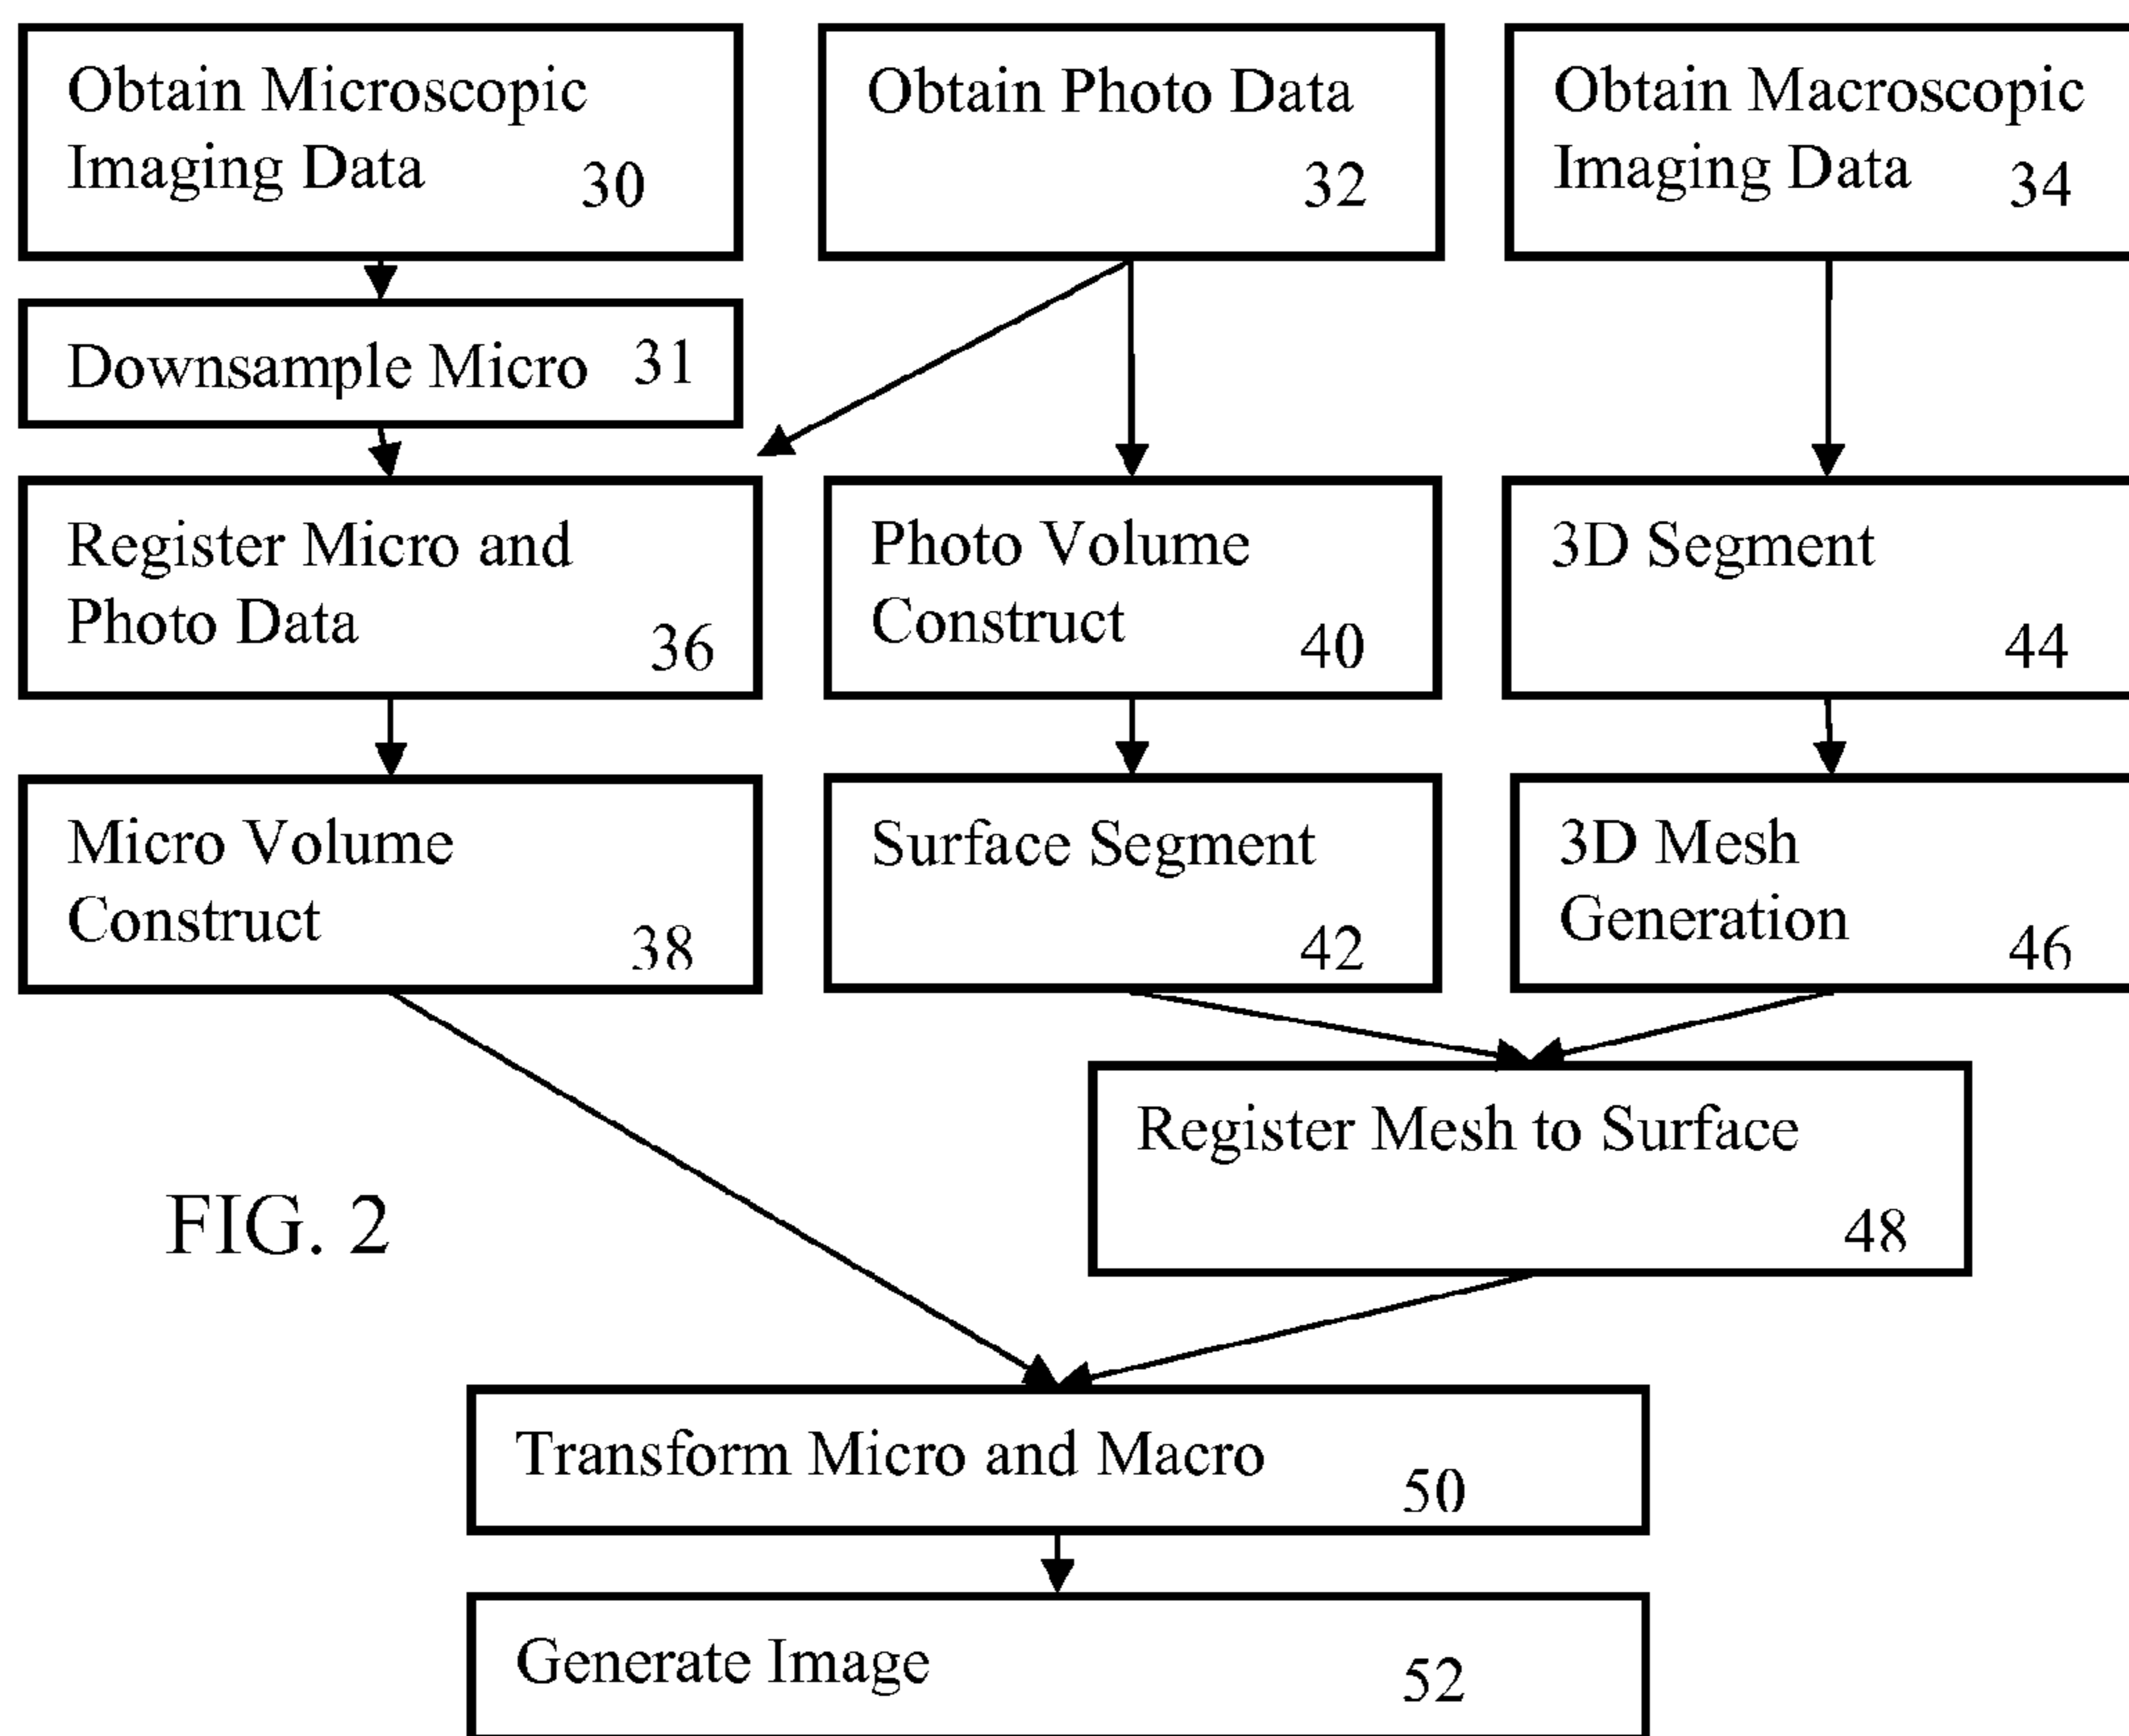 Obtain Microscopic
Imaging Data 30
Obtain Photo Data
32
Obtain Macroscopic
Imaging Data 34
Downsample Micro 31
Register Micro and
Photo Data
36
Photo Volume
Construct
40
3D Segment
44
Micro Volume
Construct
38
Surface Segment
42
3D Mesh
Generation
46
Register Mesh to Surface
48
FIG. 2
Transform Micro and Macro
50
Generate Image
52